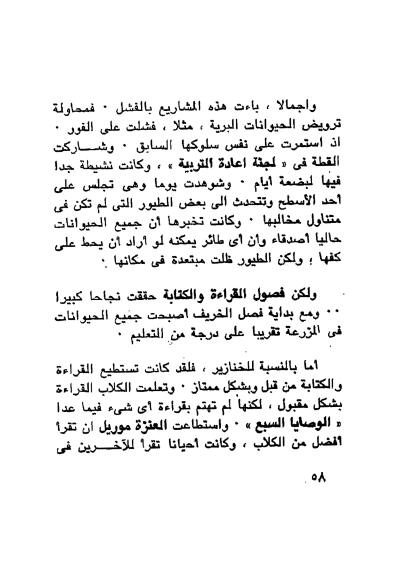 واجمالا ، باءت هذه المشاريع بالفشل · فمحاولة
ترويض الحيوانات البرية ، مثلا ، فشلت على الفور ·
اذ استمرت على نفس سلوكها السابق · وشــاركت
القطة فى « لجنة اعادة التربية » ، وكانت نشيطة جدا
فيها لبضعة أيام · وشوهدت يوما وهى تجلس على
أحد الأسطح وتتحدث الى بعض الطيور التى لم تكن فى
متناول مخالبها · وكانت تخبرها أن جميع الحيوانات
حاليا أصدقاء وأن أى طائر يمكنه لو أراد أن يحط على
كفها ؛ ولكن الطيور ظلت مبتعدة فى مكانها ·
ولكن فصول القراءة والكتابة حققت نجاحا كبيرا
· · ومع بداية فصل الخريف أصبحت جميع الحيوانات
فى المزرعة تقريبا على درجة من التعليم ·
أما بالنسبة للخنازير ، فلقد كانت تستطيع القراءة
والكتابة من قبل وبشكل ممتاز · وتعلمت الكلاب القراءة
بشكل مقبول ، لكنها لم تهتم بقراءة أى شىء فيما عدا
« الوصايا السبع » · واستطاعت العنزة موريل ان تقرأ
أفضل من الكلاب ، وكانت أحيانا تقرأ للآخــرين فى
٥٨